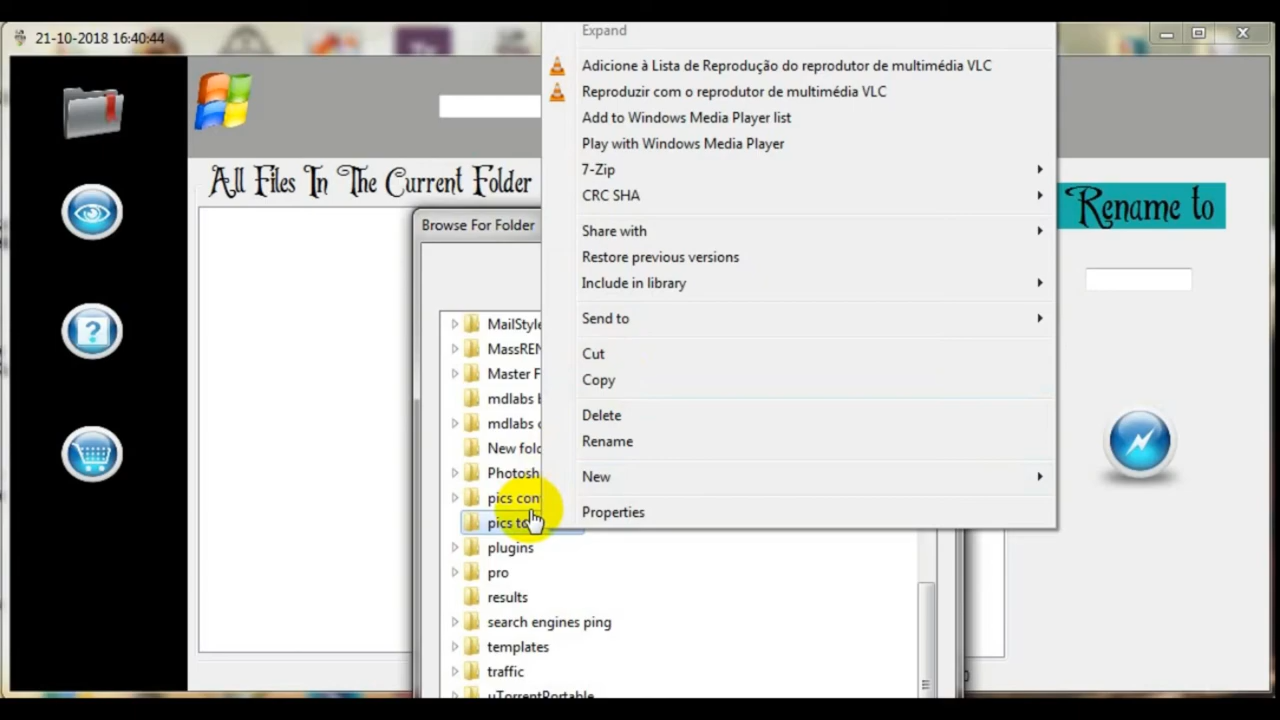 21-10-2018 16:40:44
Expand
Adicione à Lista de Reprodução do reprodutor de multimédia VLC
Reproduzir com o reprodutor de multimédia VLC
Add to Windows Media Player list
Play with Windows Media Player
7-Zip
CRC SHA
Share with
Restore previous versions
Include in library
Send to
Cut
Copy
Delete
Rename
New
Properties
All Files In The Current Folder
Rename to
Browse For Folder
MailStyle
MassREN
Master F
mdlabs
mdlabs
New fol
Photosh
pics con
pics to
plugins
pro
results
search engines ping
templates
traffic
uTorrentPortable